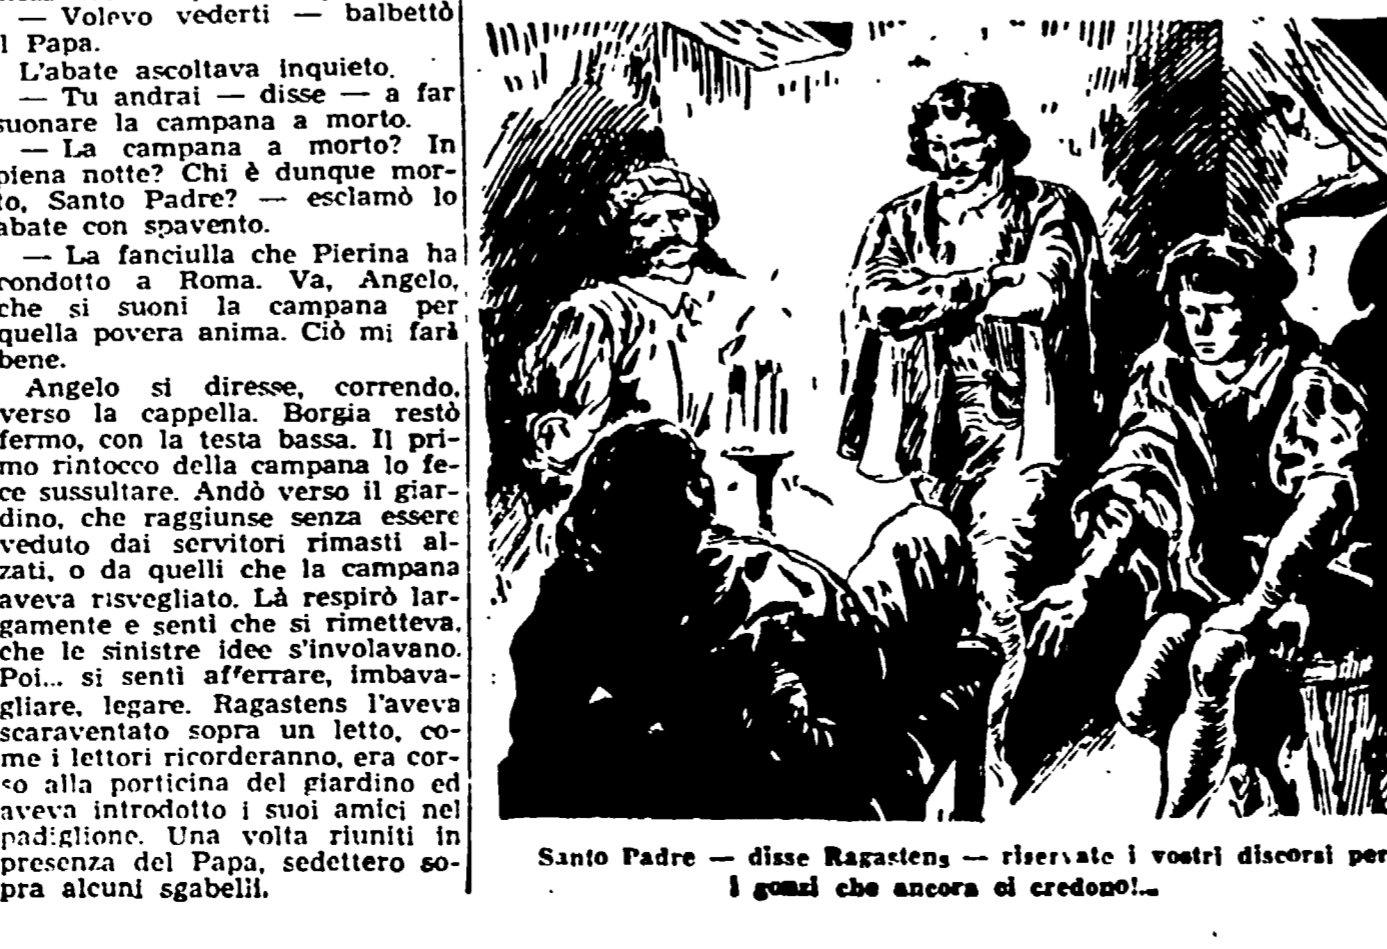 — Volevo vederti — balbettò
l Papa.
L'abate ascoltava inquieto.
— Tu andrai — disse — a far
suonare la campana a morto.
— La campana a morto? In
piena notte? Chi è dunque mor-
to, Santo Padre? — esclamò lo
abate con spavento.
— La fanciulla che Pierina ha
condotto a Roma. Va, Angelo,
che si suoni la campana per
quella povera anima. Ciò mi farà
bene.
Angelo si diresse, correndo,
verso la cappella. Borgia restò
fermo, con la testa bassa. Il pri-
mo rintocco della campana lo fe-
ce sussultare. Andò verso il giar-
dino, che raggiunse senza essere
veduto dai servitori rimasti al-
zati, o da quelli che la campana
aveva risvegliato. Là respirò lar-
gamente e sentì che si rimetteva,
che le sinistre idee s'involavano.
Poi... si sentì afferrare, imbava-
gliare, legare. Ragastens l'aveva
scaraventato sopra un letto, co-
me i lettori ricorderanno, era cor-
so alla porticina del giardino ed
aveva introdotto i suoi amici nel
padiglione. Una volta riuniti in
presenza del Papa, sedettero so-
pra alcuni sgabelli.
Santo Padre — disse Ragastens — riservate i vostri discorsi per
i gonzi che ancora ci credono!...